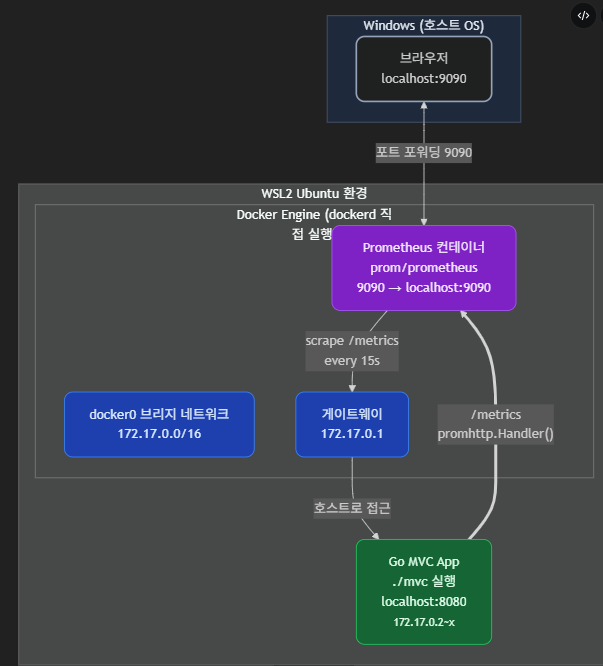 Windows (호스트 OS)
브라우저
localhost:9090
포트 포워딩 9090
WSL2 Ubuntu 환경
Docker Engine (dockerd 직
접 실행
Prometheus 컨테이너
prom/prometheus
9090 → localhost:9090
scrape /metrics
every 15s
docker0 브리지 네트워크
172.17.0.0/16
게이트웨이
172.17.0.1
/metrics
promhttp.Handler()
호스트로 접근
Go MVC App
./mvc 실행
localhost:8080
172.17.0.2~x